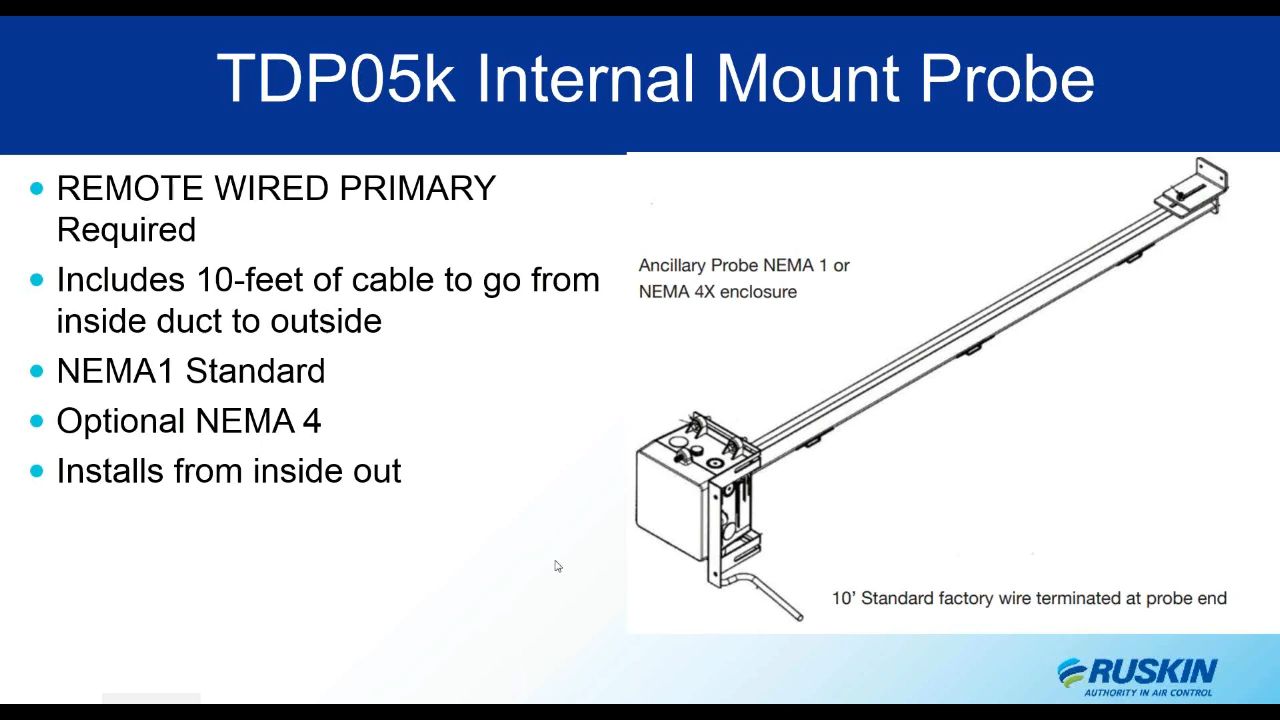 TDP05k Internal Mount Probe
REMOTE WIRED PRIMARY
Required
Includes 10-feet of cable to go from
inside duct to outside
NEMA1 Standard
Optional NEMA 4
Installs from inside out
Ancillary Probe NEMA 1 or
NEMA 4X enclosure
10’ Standard factory wire terminated at probe end
RUSKIN
AUTHORITY IN AIR CONTROL